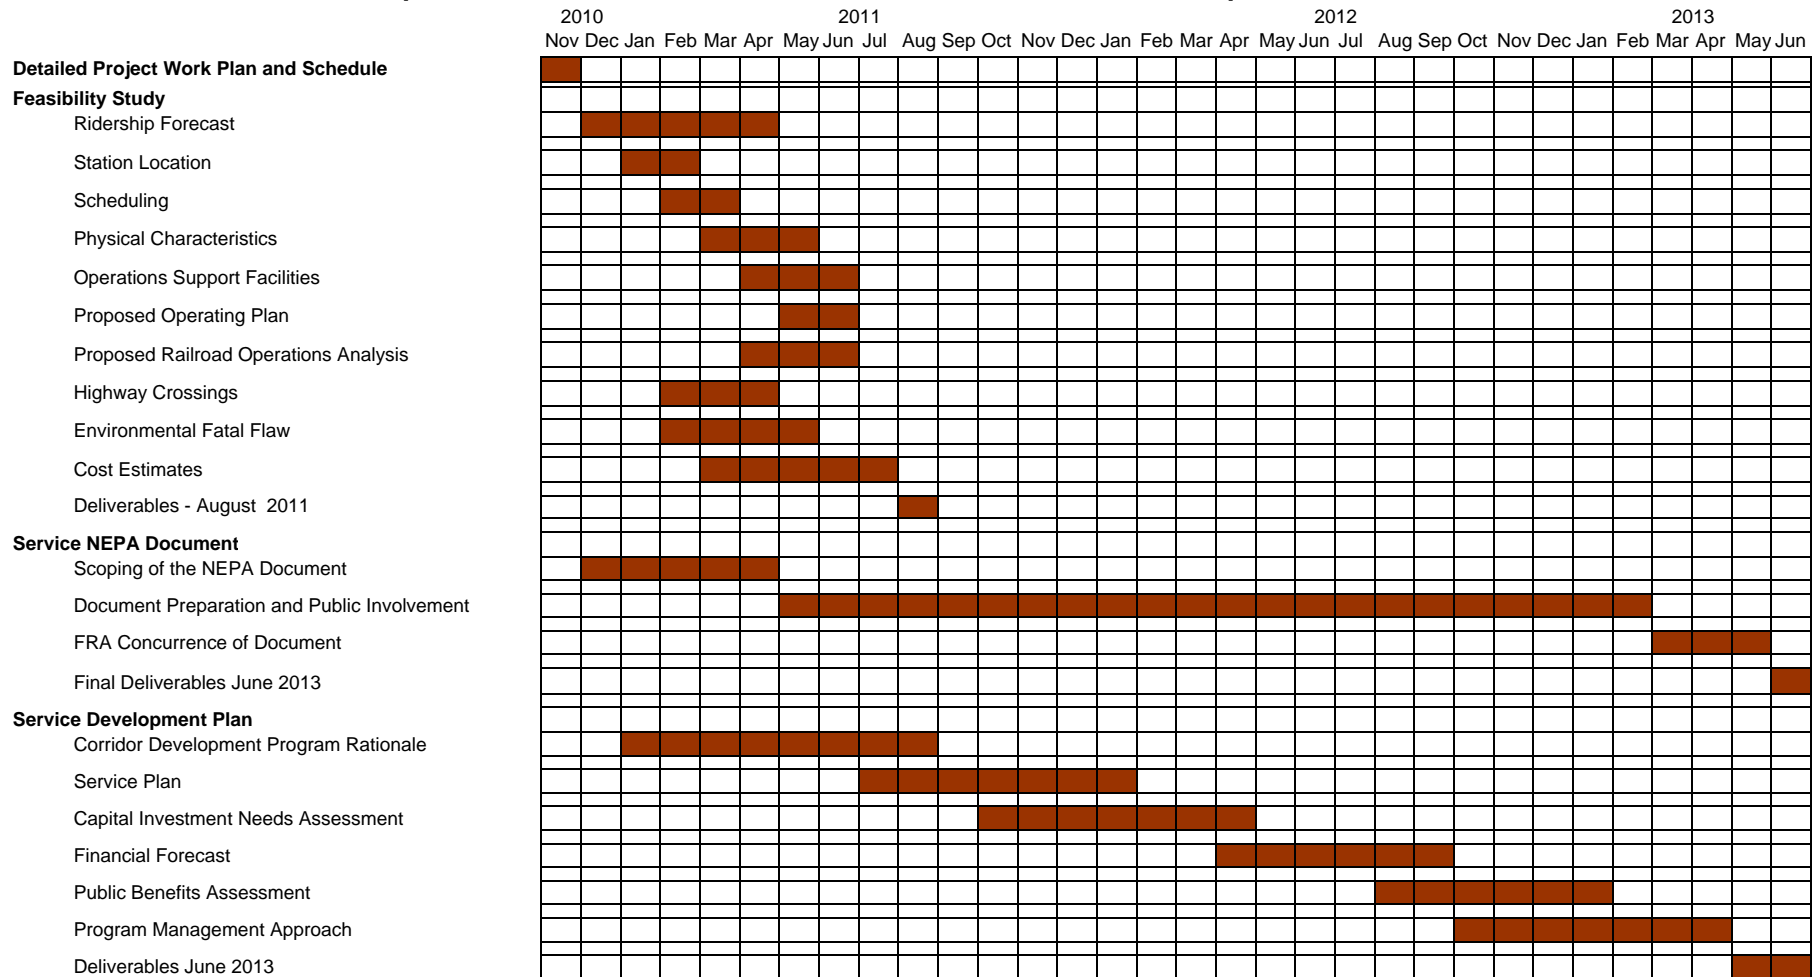 2010 2011 2012 2013
Nov Dec Jan Feb Mar Apr May Jun Jul Aug Sep Oct Nov Dec Jan Feb Mar Apr May Jun Jul Aug Sep Oct Nov Dec Jan Feb Mar Apr May Jun
Detailed Project Work Plan and Schedule
Feasibility Study
Ridership Forecast
Station Location
Scheduling
Physical Characteristics
Operations Support Facilities
Proposed Operating Plan
Proposed Railroad Operations Analysis
Highway Crossings
Environmental Fatal Flaw
Cost Estimates
Deliverables - August 2011
Service NEPA Document
Scoping of the NEPA Document
Document Preparation and Public Involvement
FRA Concurrence of Document
Final Deliverables June 2013
Service Development Plan
Corridor Development Program Rationale
Service Plan
Capital Investment Needs Assessment
Financial Forecast
Public Benefits Assessment
Program Management Approach
Deliverables June 2013